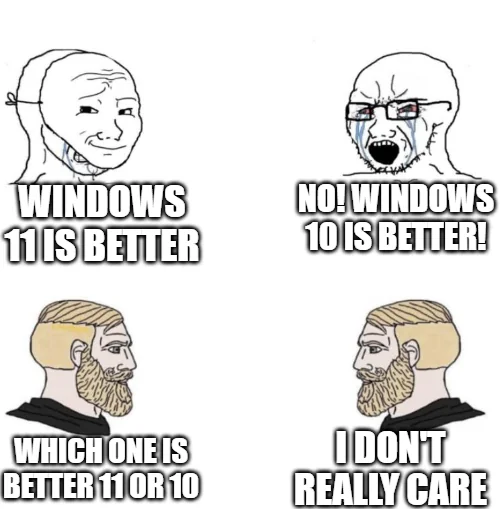 WINDOWS
11 IS BETTER
NO! WINDOWS
10 IS BETTER!
WHICH ONE IS
BETTER 11 OR 10
I DON'T
REALLY CARE